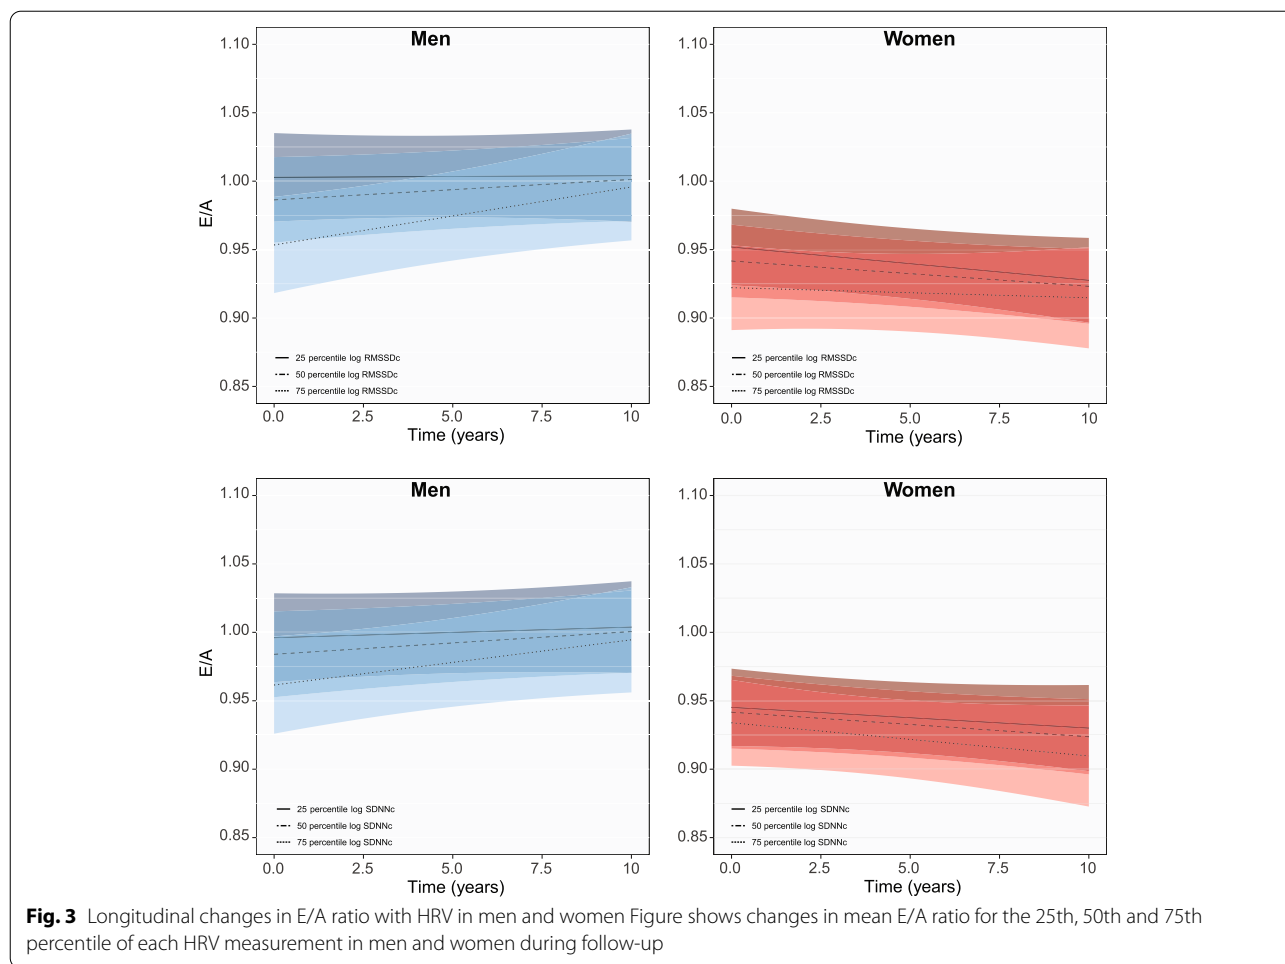 Men
1.10
1.05
1.00
0.95
0.90
0.85
E/A
25 percentile log RMSSDc
50 percentile log RMSSDc
75 percentile log RMSSDc
0.0 2.5 5.0 7.5 10
Time (years)
Women
1.10
1.05
1.00
0.95
0.90
0.85
25 percentile log RMSSDc
50 percentile log RMSSDc
75 percentile log RMSSDc
0.0 2.5 5.0 7.5 10
Time (years)
Men
1.10
1.05
1.00
0.95
0.90
0.85
E/A
25 percentile log SDNNc
50 percentile log SDNNc
75 percentile log SDNNc
0.0 2.5 5.0 7.5 10
Time (years)
Women
1.10
1.05
1.00
0.95
0.90
0.85
25 percentile log SDNNc
50 percentile log SDNNc
75 percentile log SDNNc
0.0 2.5 5.0 7.5 10
Time (years)
Fig. 3 Longitudinal changes in E/A ratio with HRV in men and women Figure shows changes in mean E/A ratio for the 25th, 50th and 75th
percentile of each HRV measurement in men and women during follow-up